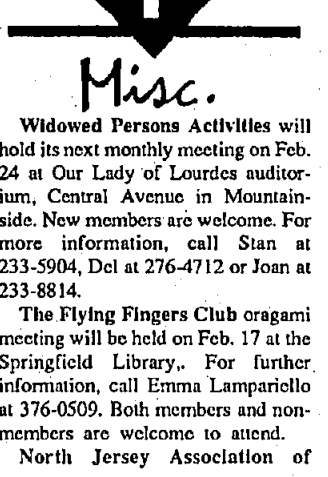 Misc.
Widowed Persons Activities will
hold its next monthly meeting on Feb.
24 at Our Lady of Lourdes auditor-
ium, Central Avenue in Mountain-
side. New members are welcome. For
more information, call Stan at
233-5904, Del at 276-4712 or Joan at
233-8814.
The Flying Fingers Club oragami
meeting will be held on Feb. 17 at the
Springfield Library,. For further
information, call Emma Lampariello
at 376-0509. Both members and non-
members are welcome to attend.
North Jersey Association of